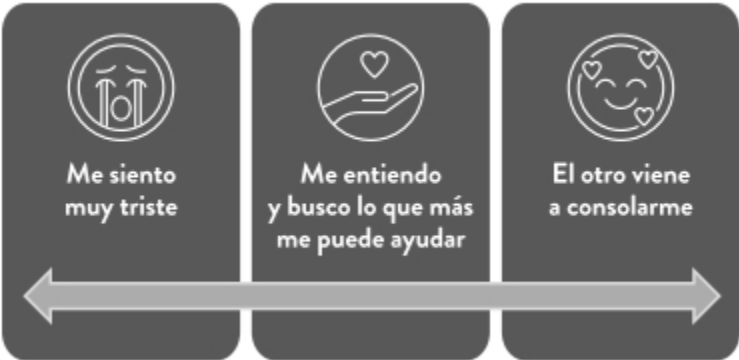 Me siento
muy triste
Me entiendo
y busco lo que más
me puede ayudar
El otro viene
a consolarme